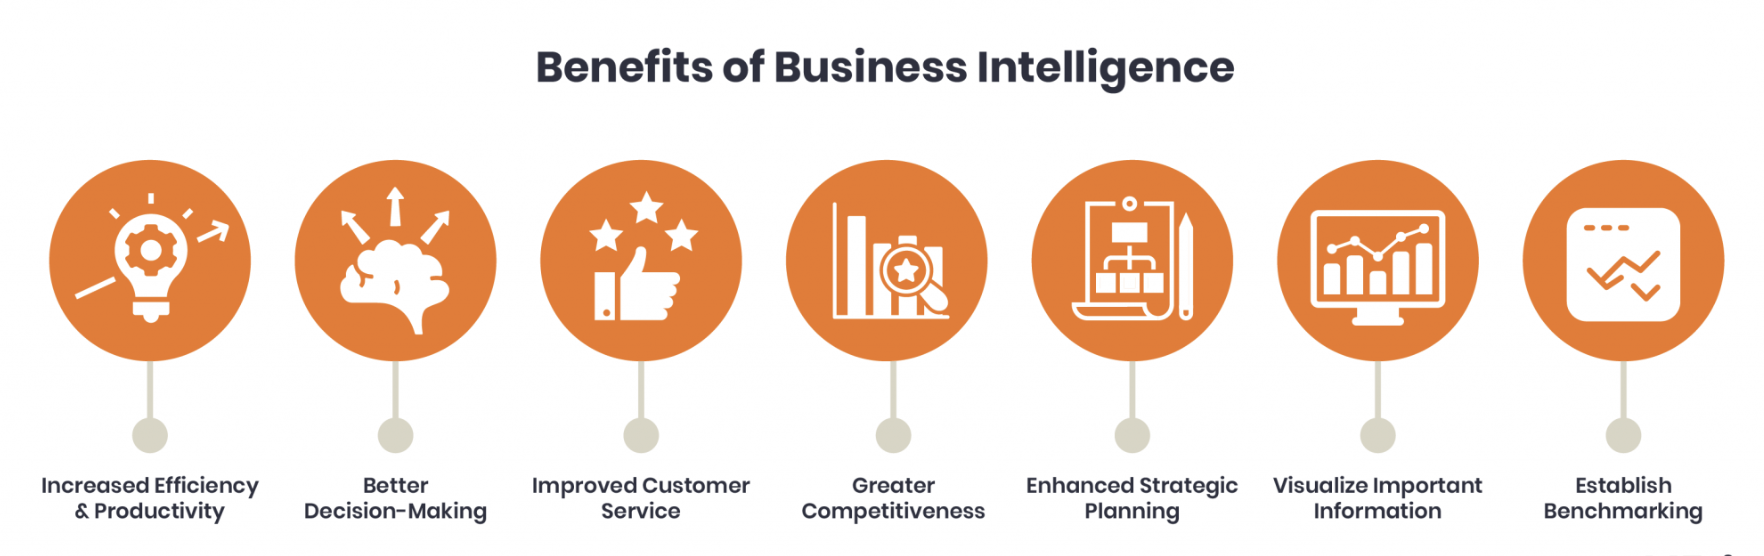 Benefits of Business Intelligence
Increased Efficiency
& Productivity
Better
Decision-Making
Improved Customer
Service
Greater
Competitiveness
Enhanced Strategic
Planning
Visualize Important
Information
Establish
Benchmarking